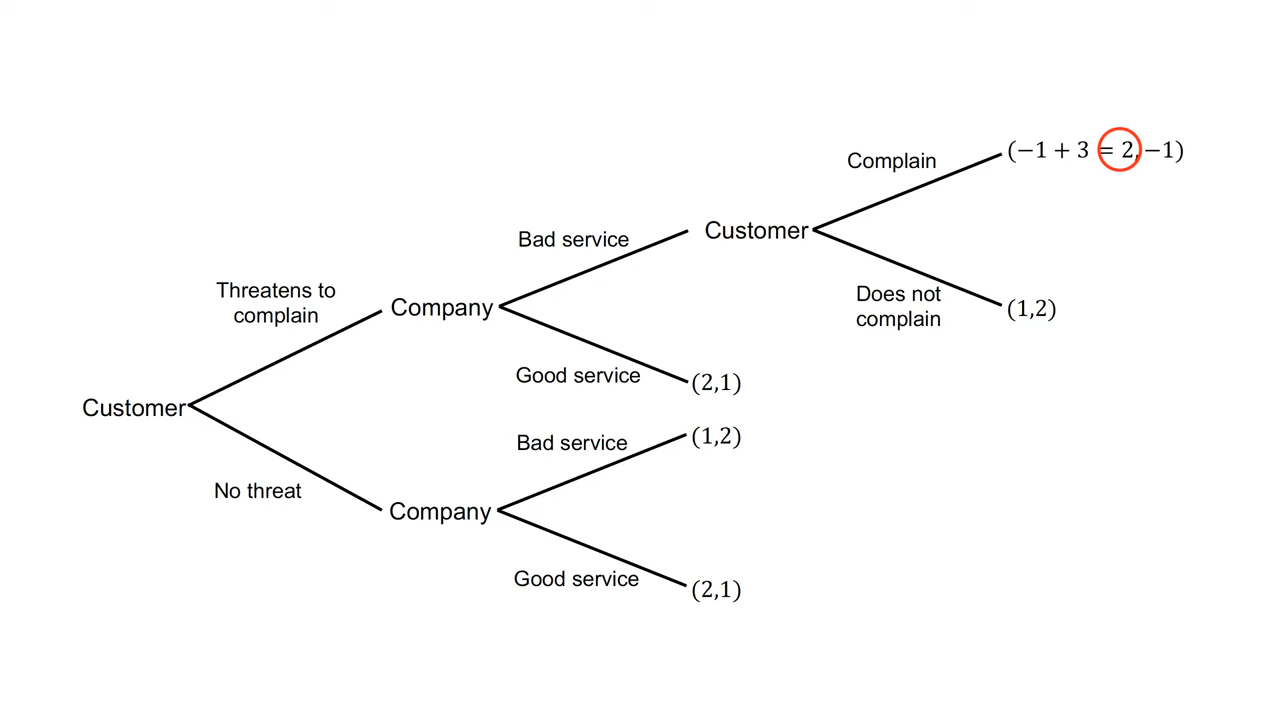 Complain
(−1 + 3 = 2, −1)
Customer
Bad service
Does not
complain
(1,2)
Threatens to
complain
Company
Good service
(2,1)
Customer
Bad service
(1,2)
No threat
Company
Good service
(2,1)